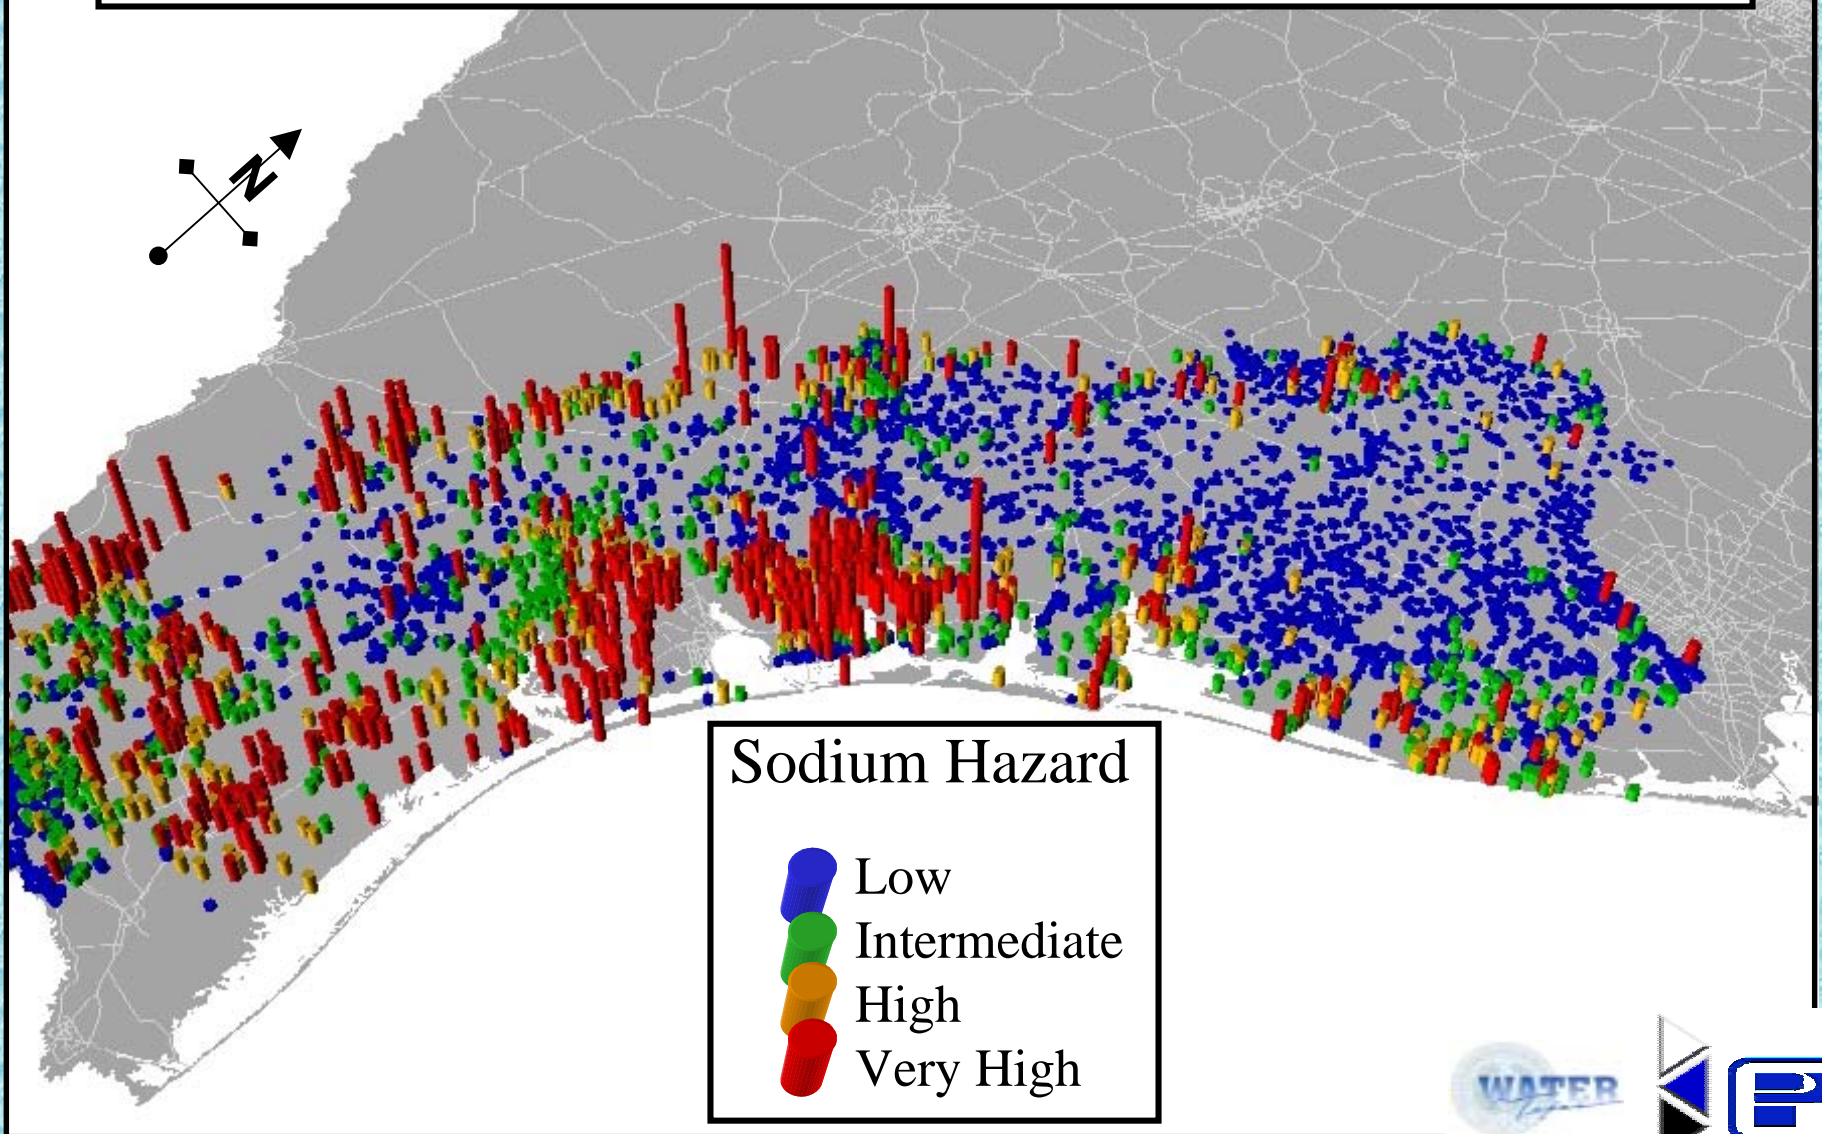 N
Sodium Hazard
Low
Intermediate
High
Very High
WATER